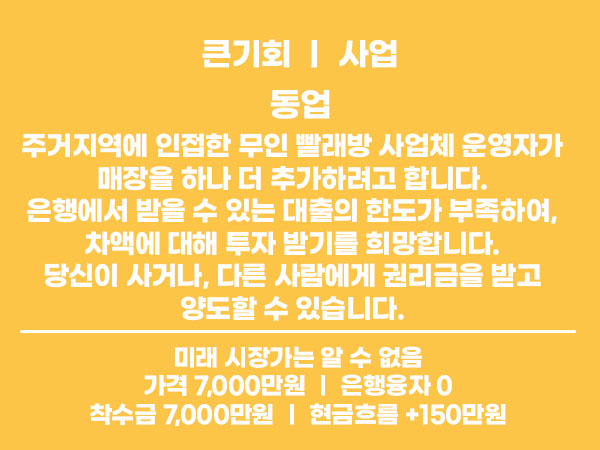 큰기회 ㅣ 사업
동업
주거지역에 인접한 무인 빨래방 사업체 운영자가
매장을 하나 더 추가하려고 합니다.
은행에서 받을 수 있는 대출의 한도가 부족하여,
차액에 대해 투자 받기를 희망합니다.
당신이 사거나, 다른 사람에게 권리금을 받고
양도할 수 있습니다.
미래 시장가는 알 수 없음
가격 7,000만원 ㅣ 은행융자 0
착수금 7,000만원 ㅣ 현금흐름 +150만원